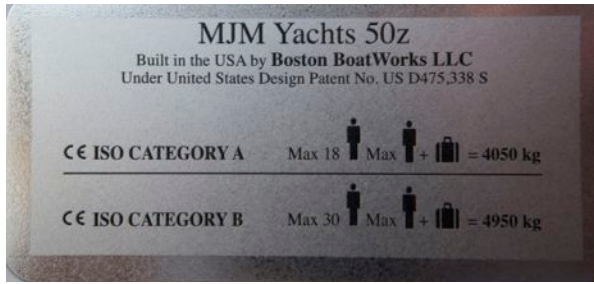 MJM Yachts 50z
Built in the USA by Boston BoatWorks LLC
Under United States Design Patent No. US D475,338 S
CE ISO CATEGORY A Max 18 Max + = 4050 kg
CE ISO CATEGORY B Max 30 Max + = 4950 kg